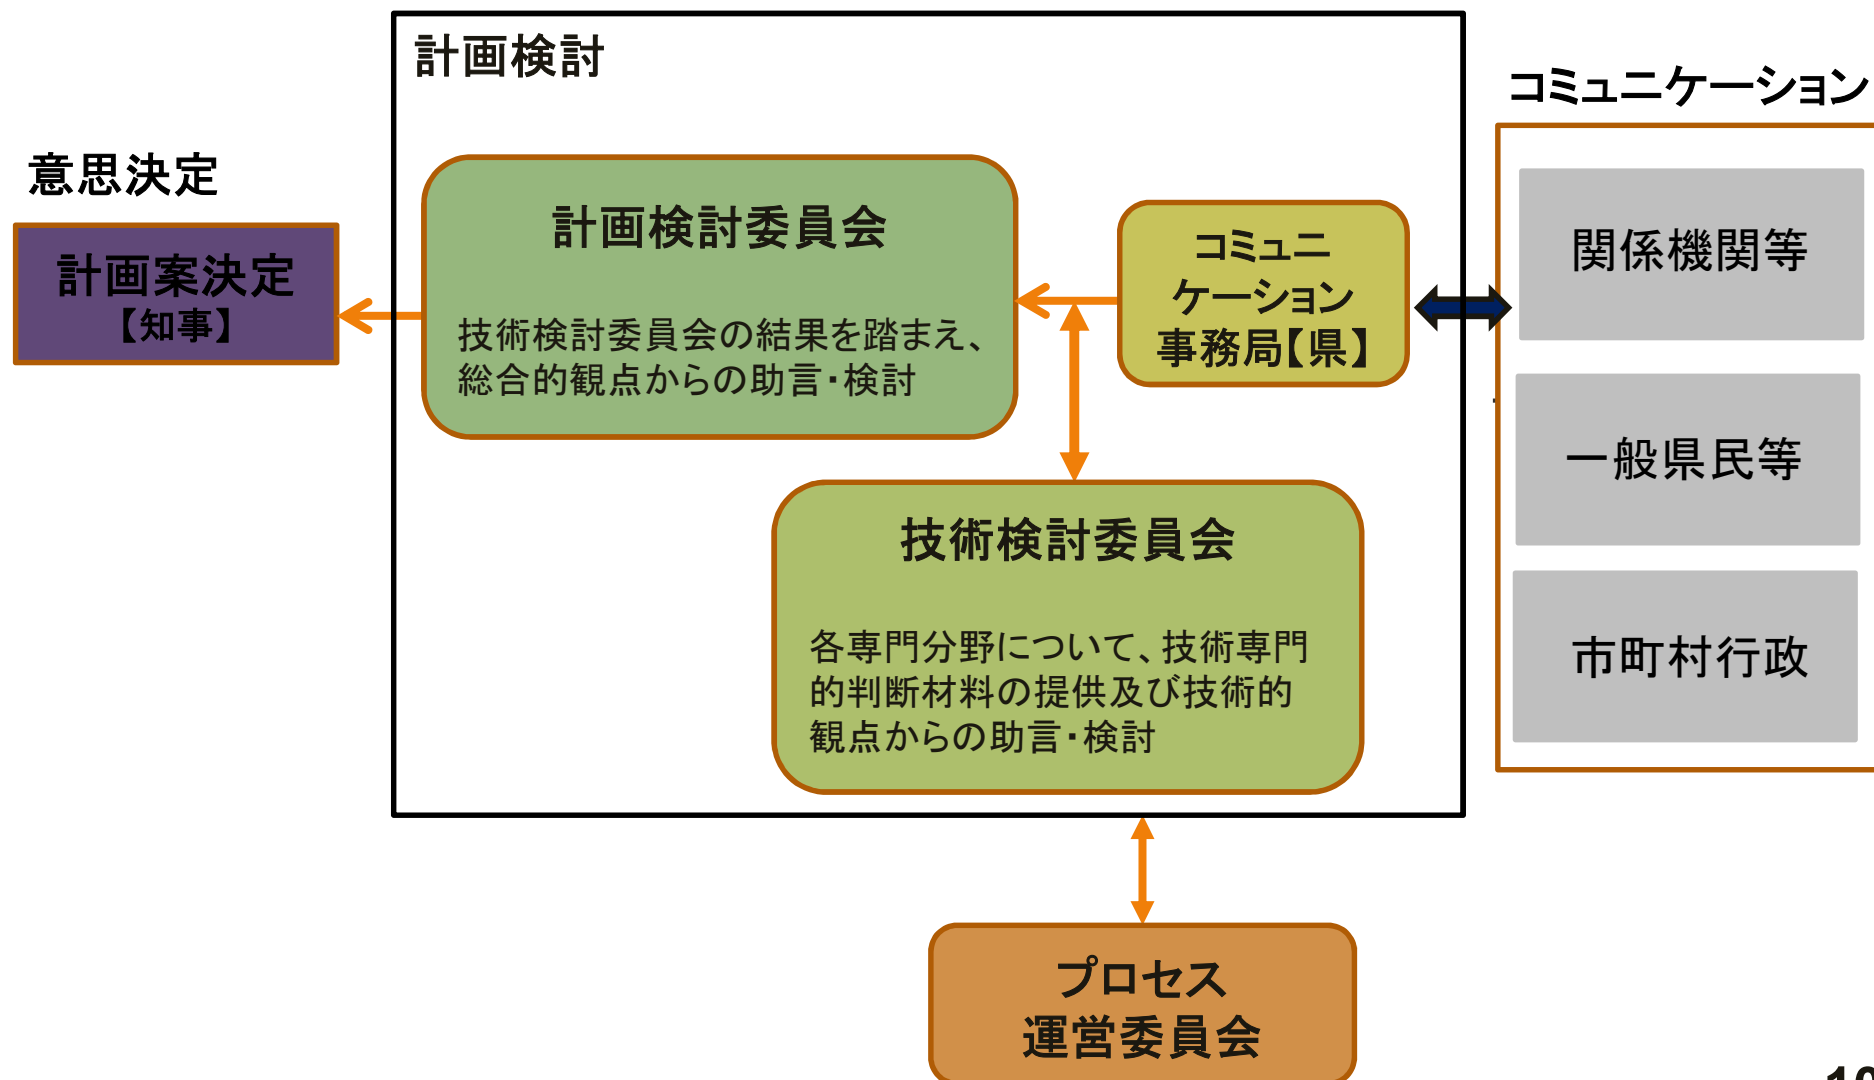 計画検討
コミュニケーション
意思決定
計画案決定
【知事】
計画検討委員会
技術検討委員会の結果を踏まえ、
総合的観点からの助言・検討
コミュニ
ケーション
事務局【県】
関係機関等
一般県民等
市町村行政
技術検討委員会
各専門分野について、技術専門
的判断材料の提供及び技術的
観点からの助言・検討
プロセス
運営委員会